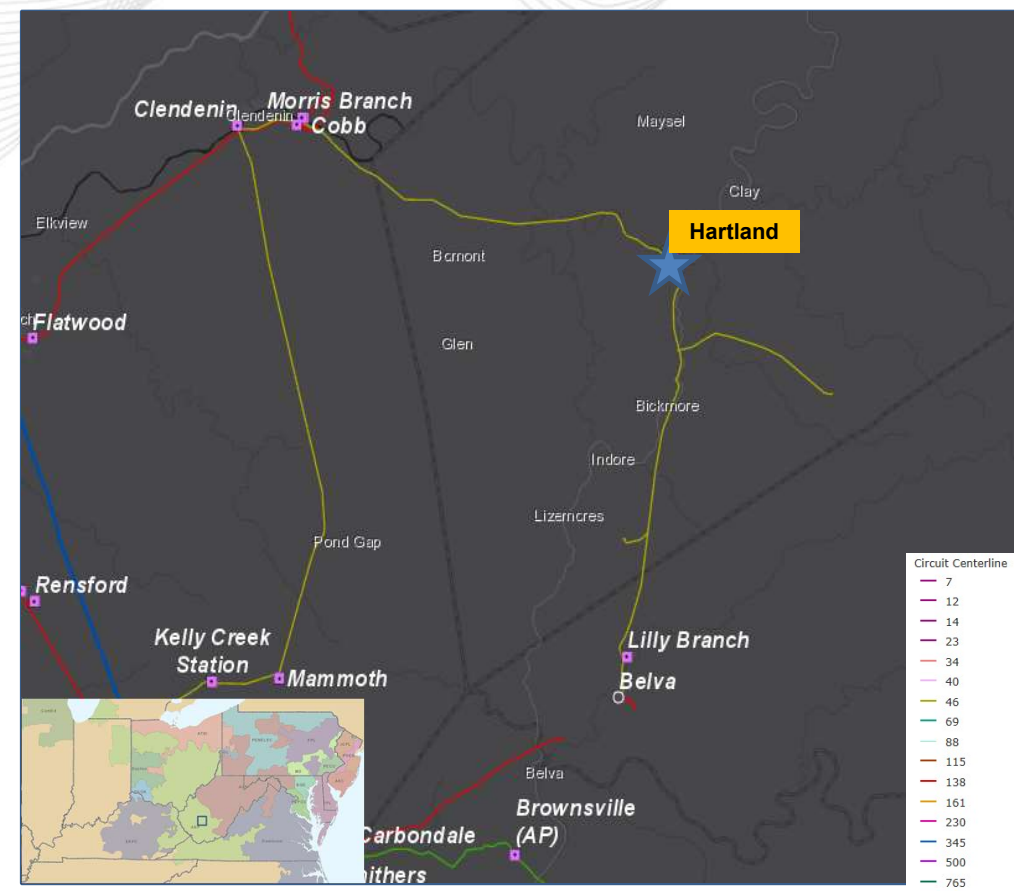 Clendenin
Clendenin
Morris Branch
Cobb
Maysel
Clay
Elkview
Hartland
Flatwood
Glen
Bickmore
Indore
Pond Gap
Rensford
Kelly Creek
Station
Mammoth
Lilly Branch
Belva
Belva
Brownsville
(AP)
Carbondale
Circuit Centerline
7
12
14
23
34
40
46
69
88
115
138
161
230
345
500
765